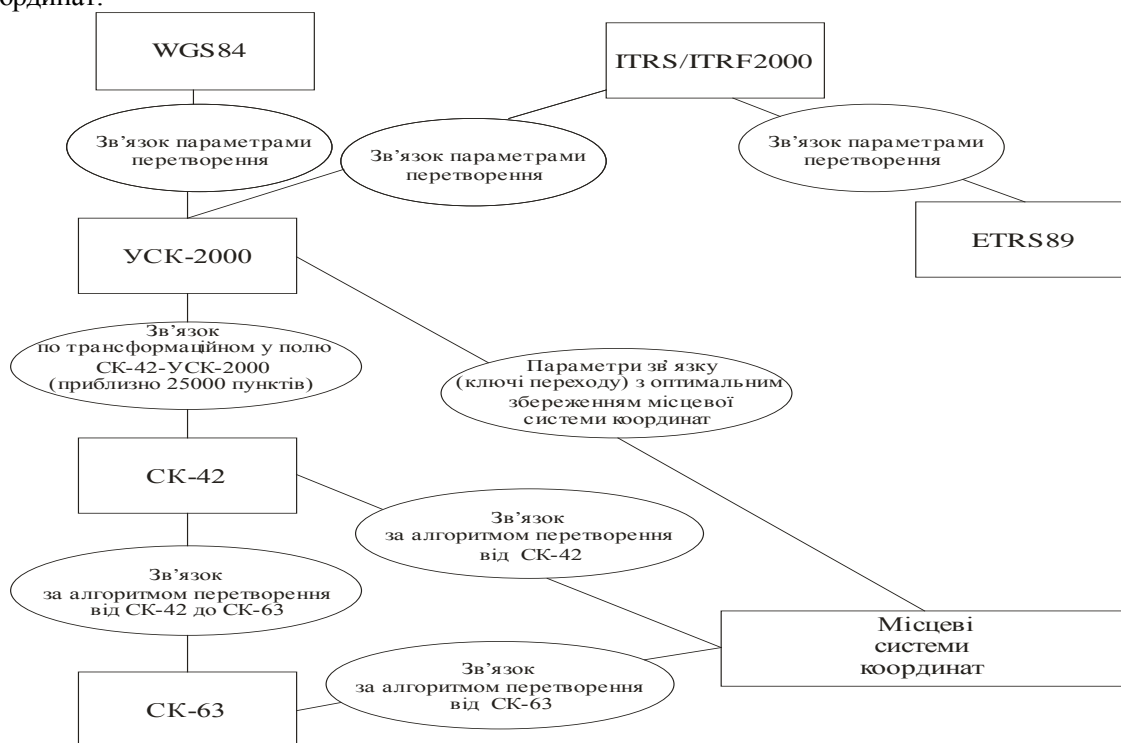 ординат.
WGS84
ITRS/ITRF2000
Зв’язок параметрами
перетворення
Зв’язок параметрами
перетворення
Зв’язок параметрами
перетворення
УСК-2000
ETRS89
Зв’язок
по трансформаційном у полю
СК-42-УСК-2000
(приблизно 25000 пунктів)
Параметри зв’ язку
(ключі переходу) з оптимальним
збереженням місцевої
системи координат
СК-42
Зв’язок
за алгоритмом перетворення
від СК-42
Зв’язок
за алгоритмом перетворення
від СК-42 до СК-63
Місцеві
системи
координат
Зв’язок
за алгоритмом перетворення
від СК-63
СК-63